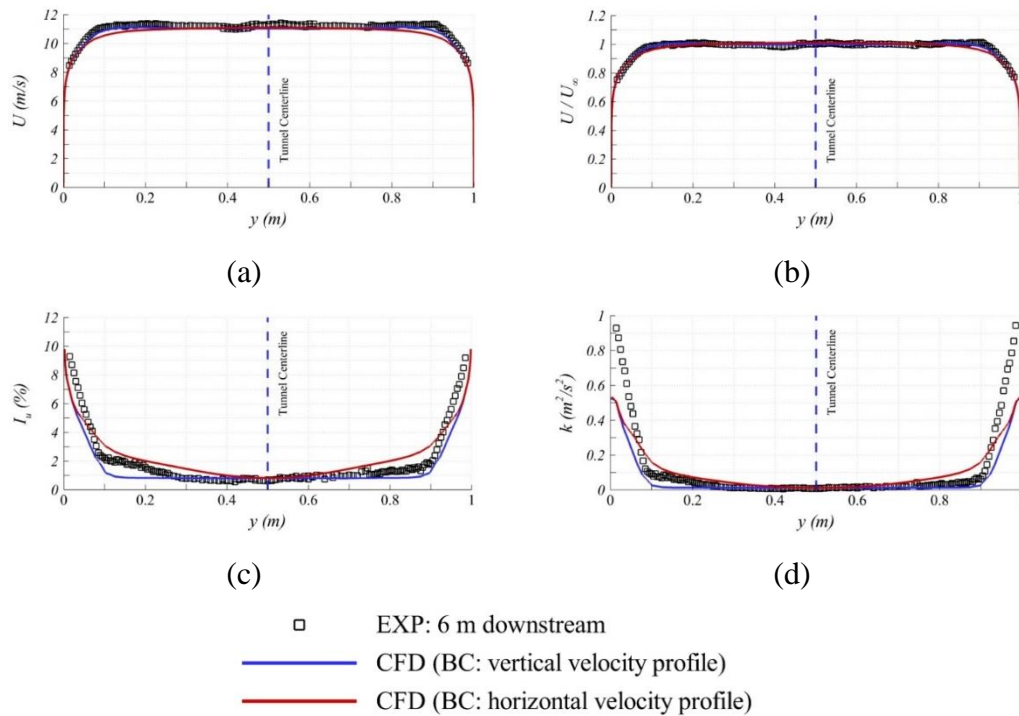 12
10
8
6
4
2
0
U (m/s)
Tunnel Centerline
0 0.2 0.4 0.6 0.8 1
y (m)
(a)
1.2
1
0.8
0.6
0.4
0.2
0
U / U∞
Tunnel Centerline
0 0.2 0.4 0.6 0.8 1
y (m)
(b)
12
10
8
6
4
2
0
Iu (%)
Tunnel Centerline
0 0.2 0.4 0.6 0.8 1
y (m)
(c)
1
0.8
0.6
0.4
0.2
0
k (m²/s²)
Tunnel Centerline
0 0.2 0.4 0.6 0.8 1
y (m)
(d)
EXP: 6 m downstream
CFD (BC: vertical velocity profile)
CFD (BC: horizontal velocity profile)